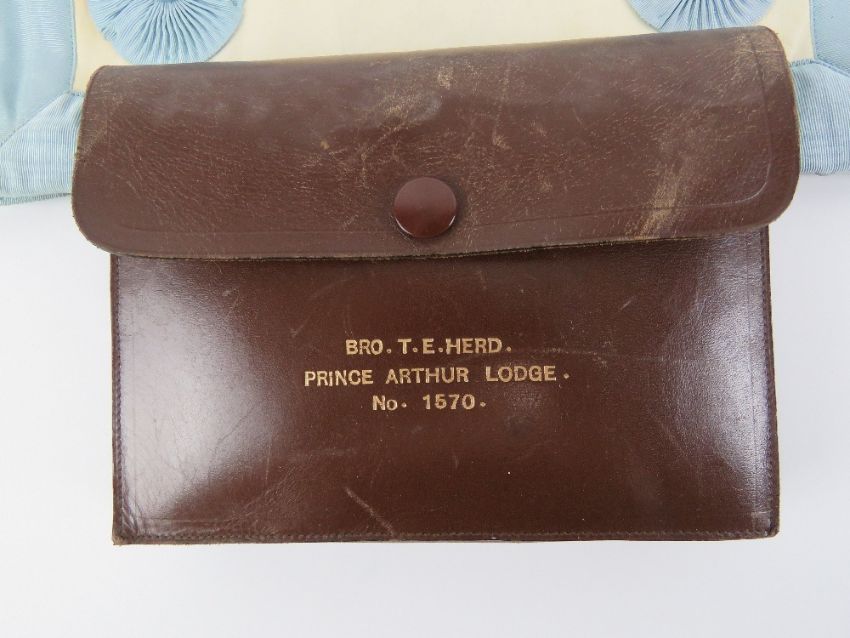 BRO. T. E. HERD.
PRINCE ARTHUR LODGE.
No. 1570.